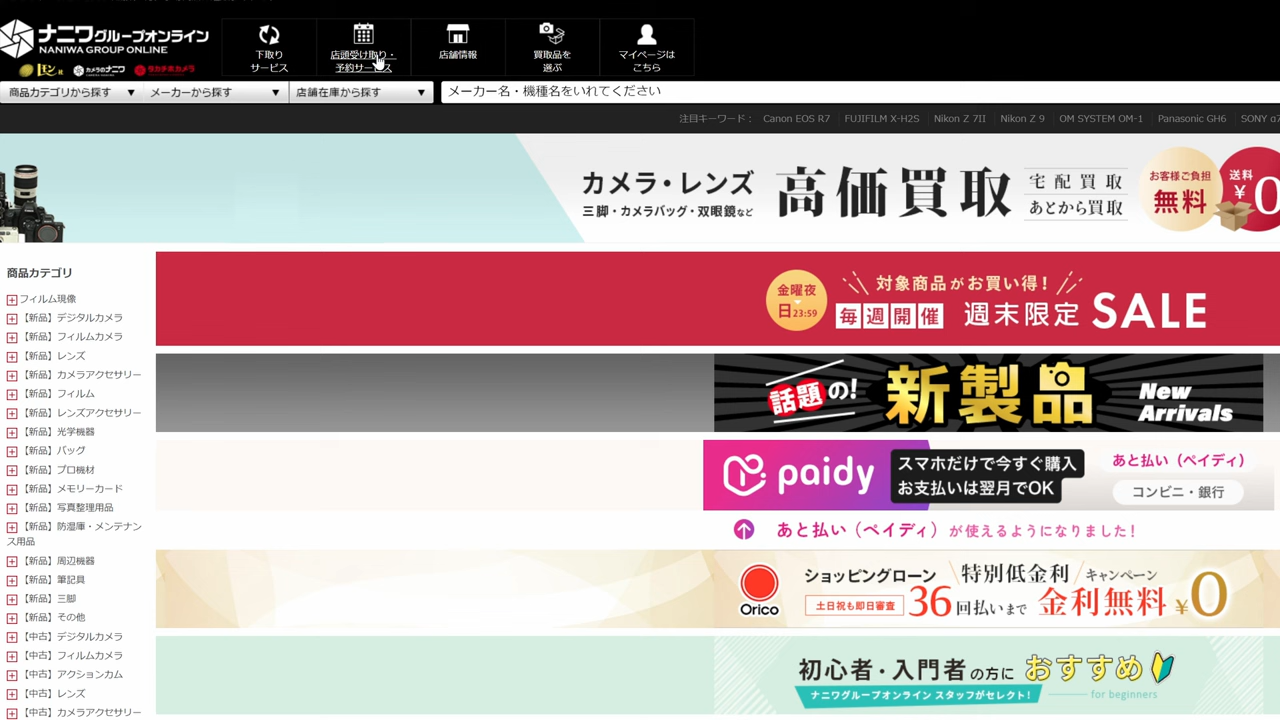 ナニワグループオンライン
NANIWA GROUP ONLINE
レモン社 カメラのナニワ タカチホカメラ
下取り
サービス
店頭受け取り・
予約サービス
店舗情報
買取品を
選ぶ
マイページは
こちら
商品カテゴリから探す ▼ メーカーから探す ▼ 店舗在庫から探す ▼ メーカー名・機種名をいれてください
注目キーワード： Canon EOS R7 FUJIFILM X-H2S Nikon Z 7II Nikon Z 9 OM SYSTEM OM-1 Panasonic GH6 SONY α7
カメラ・レンズ
三脚・カメラバッグ・双眼鏡など
高価買取
宅配買取
あとから買取
お客様ご負担
無料
送料
¥0
商品カテゴリ
フィルム現像
【新品】デジタルカメラ
【新品】フィルムカメラ
【新品】レンズ
【新品】カメラアクセサリー
【新品】フィルム
【新品】レンズアクセサリー
【新品】光学機器
【新品】バッグ
【新品】プロ機材
【新品】メモリーカード
【新品】写真整理用品
【新品】防湿庫・メンテナン
ス用品
【新品】周辺機器
【新品】筆記具
【新品】三脚
【新品】その他
【中古】デジタルカメラ
【中古】フィルムカメラ
【中古】アクションカム
【中古】レンズ
【中古】カメラアクセサリー
金曜夜
日23:59
対象商品がお買い得！
毎週開催 週末限定 SALE
話題の！
新製品
New
Arrivals
paidy
スマホだけで今すぐ購入
お支払いは翌月でOK
あと払い（ペイディ）
コンビニ・銀行
あと払い（ペイディ）が使えるようになりました！
Orico
ショッピングローン 特別低金利 キャンペーン
土日祝も即日審査 36回払いまで 金利無料 ¥0
初心者・入門者の方に おすすめ
ナニワグループオンライン スタッフがセレクト！
for beginners